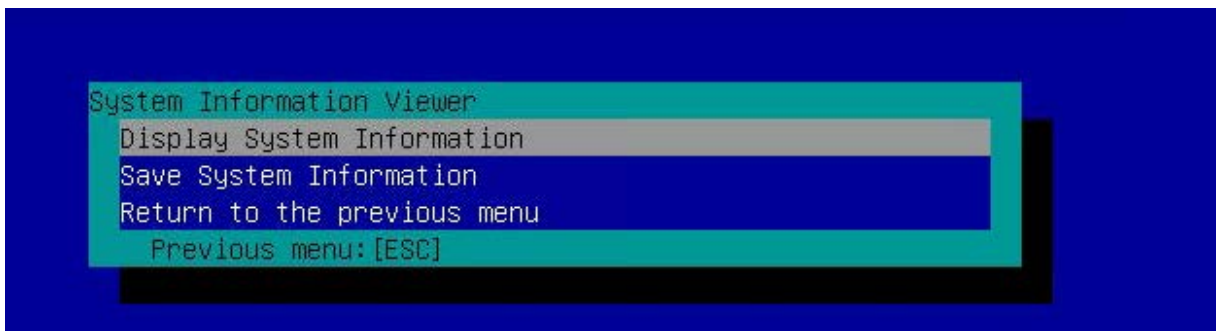 System Information Viewer
Display System Information
Save System Information
Return to the previous menu
Previous menu:[ESC]